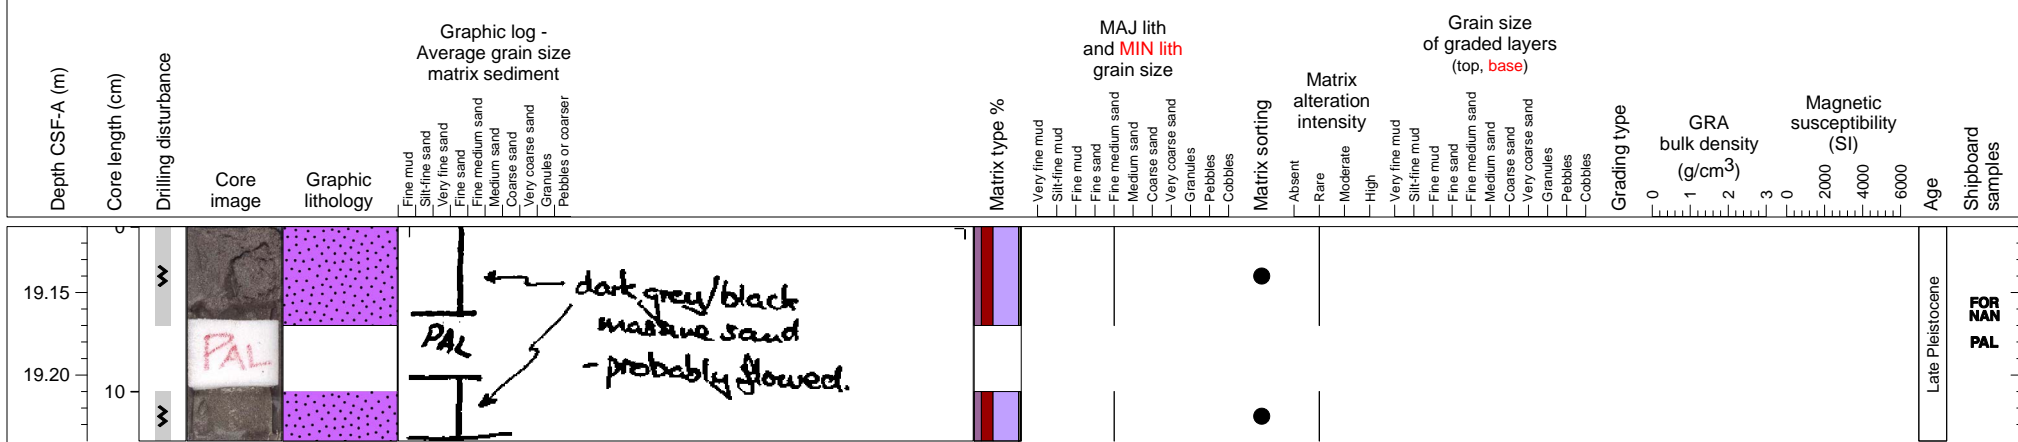 Depth CSF-A (m)
Core length (cm)
Drilling disturbance
Core
image
Graphic
lithology
Graphic log -
Average grain size
matrix sediment
Fine mud
Silt-fine sand
Very fine sand
Fine sand
Fine medium sand
Medium sand
Coarse sand
Very coarse sand
Granules
Pebbles or coarser
Matrix type %
MAJ lith
and MIN lith
grain size
Very fine mud
Silt-fine mud
Fine mud
Fine sand
Fine medium sand
Medium sand
Coarse sand
Very coarse sand
Granules
Pebbles
Cobbles
Matrix sorting
Matrix
alteration
intensity
Absent
Rare
Moderate
High
Grain size
of graded layers
(top, base)
Very fine mud
Silt-fine mud
Fine mud
Fine sand
Fine medium sand
Medium sand
Coarse sand
Very coarse sand
Granules
Pebbles
Cobbles
Grading type
GRA
bulk density
(g/cm3)
0 1 2 3
Magnetic
susceptibility
(SI)
0 2000 4000 6000
Age
Shipboard
samples
0
19.15
19.20
10
PAL
PAL
dark grey/black
massive sand
- probably flowed.
Late Pleistocene
FOR
NAN
PAL